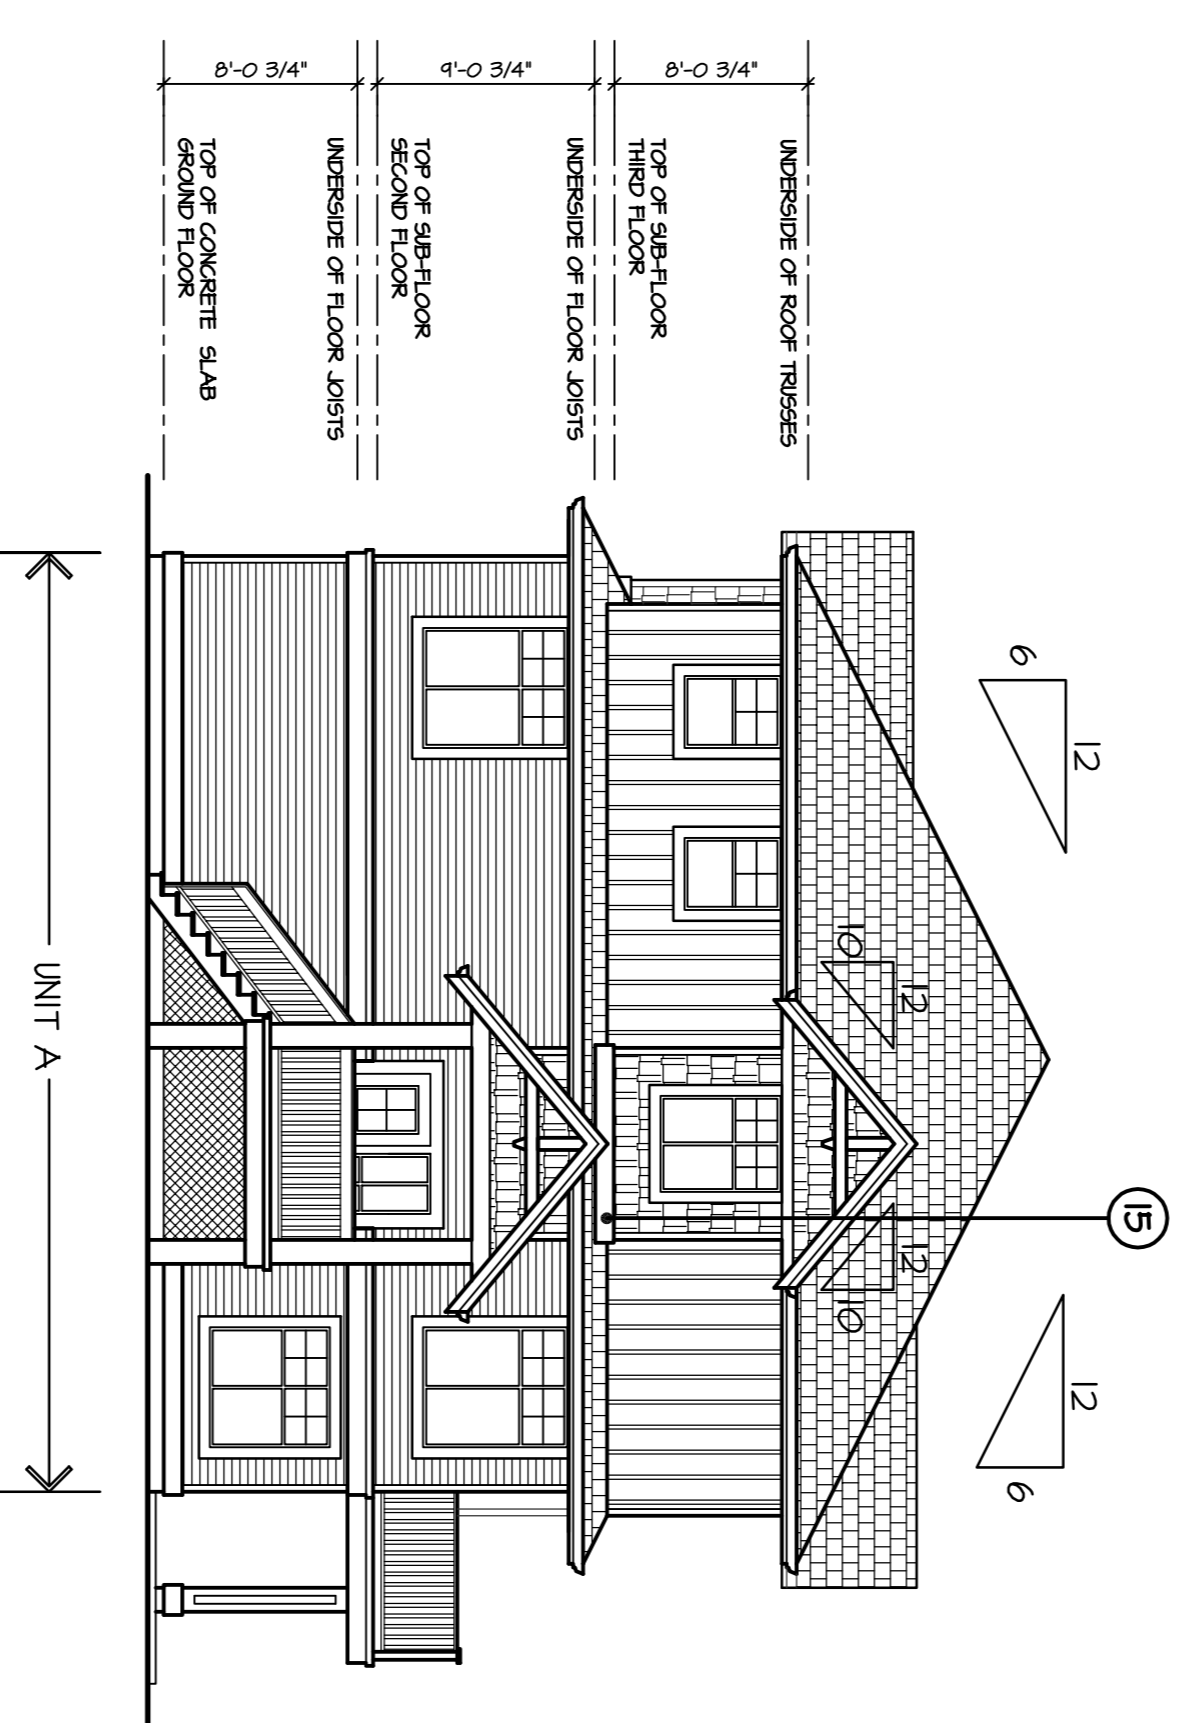 8'-0 3/4"
9'-0 3/4"
8'-0 3/4"
UNDERSIDE OF ROOF TRUSSES
TOP OF SUB-FLOOR
THIRD FLOOR
UNDERSIDE OF FLOOR JOISTS
TOP OF SUB-FLOOR
SECOND FLOOR
UNDERSIDE OF FLOOR JOISTS
TOP OF CONCRETE SLAB
GROUND FLOOR
12
6
12
10
15
12
10
12
6
UNIT A